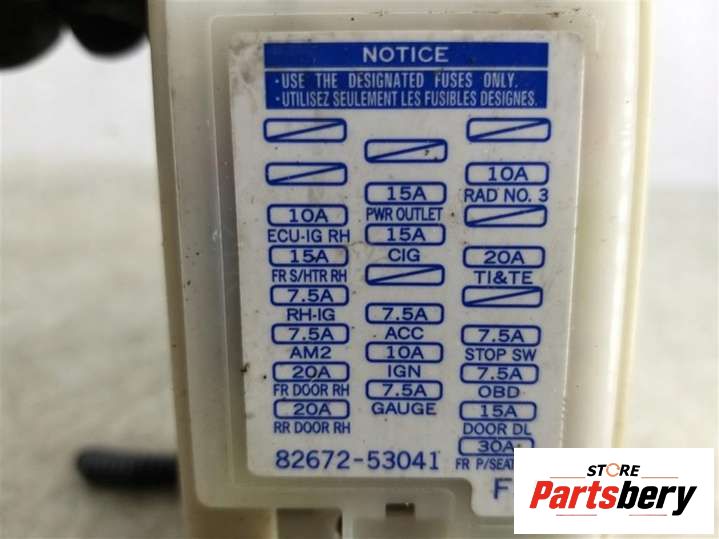 NOTICE
·USE THE DESIGNATED FUSES ONLY.
·UTILISEZ SEULEMENT LES FUSIBLES DESIGNES.
10A
ECU-IG RH
15A
FR S/HTR RH
7.5A
RH-IG
7.5A
AM2
20A
FR DOOR RH
20A
RR DOOR RH
15A
PWR OUTLET
15A
CIG
7.5A
ACC
10A
IGN
7.5A
GAUGE
10A
RAD NO. 3
20A
TI&TE
7.5A
STOP SW
7.5A
OBD
15A
DOOR DL
30A
FR P/SEAT
82672-53041
F
STORE
Partsbery